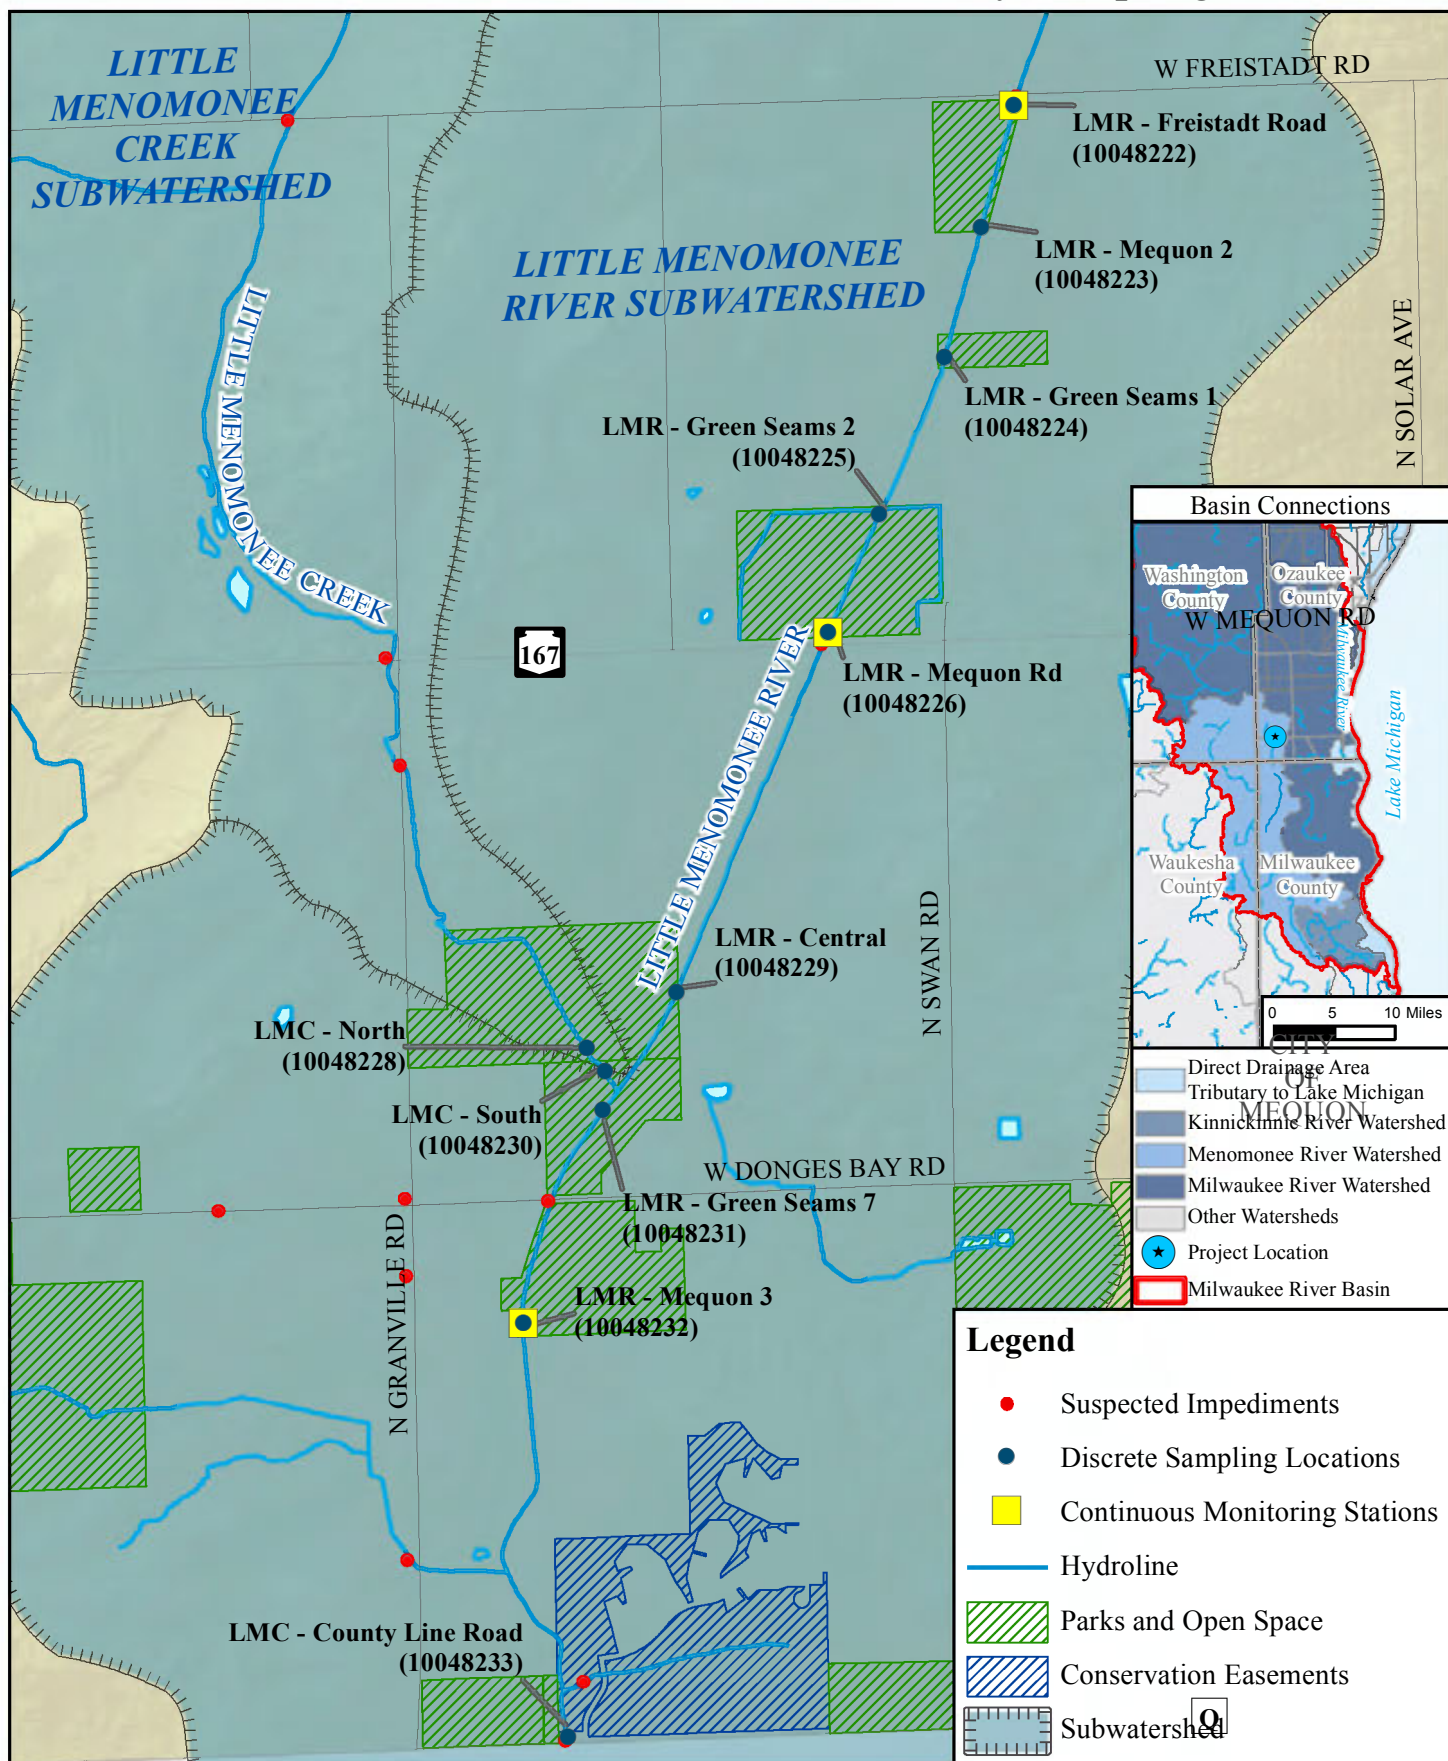 LITTLE
MENOMONEE
CREEK
SUBWATERSHED
W FREISTADT RD
LMR - Freistadt Road
(10048222)
LMR - Mequon 2
(10048223)
LITTLE MENOMONEE
RIVER SUBWATERSHED
N SOLAR AVE
LITTLE MENOMONEE CREEK
LMR - Green Seams 1
(10048224)
LMR - Green Seams 2
(10048225)
167
LMR - Mequon Rd
(10048226)
LITTLE MENOMONEE RIVER
LMR - Central
(10048229)
N SWAN RD
LMC - North
(10048228)
LMC - South
(10048230)
W DONGES BAY RD
LMR - Green Seams 7
(10048231)
N GRANVILLE RD
LMR - Mequon 3
(10048232)
LMC - County Line Road
(10048233)
Basin Connections
Washington
County
Ozaukee
County
W MEQUON RD
Milwaukee River
Lake Michigan
Waukesha
County
Milwaukee
County
0 5 10 Miles
CITY
OF
MEQUON
Direct Drainage Area
Tributary to Lake Michigan
Kinnickinnic River Watershed
Menomonee River Watershed
Milwaukee River Watershed
Other Watersheds
Project Location
Milwaukee River Basin
Legend
Suspected Impediments
Discrete Sampling Locations
Continuous Monitoring Stations
Hydroline
Parks and Open Space
Conservation Easements
Subwatershed